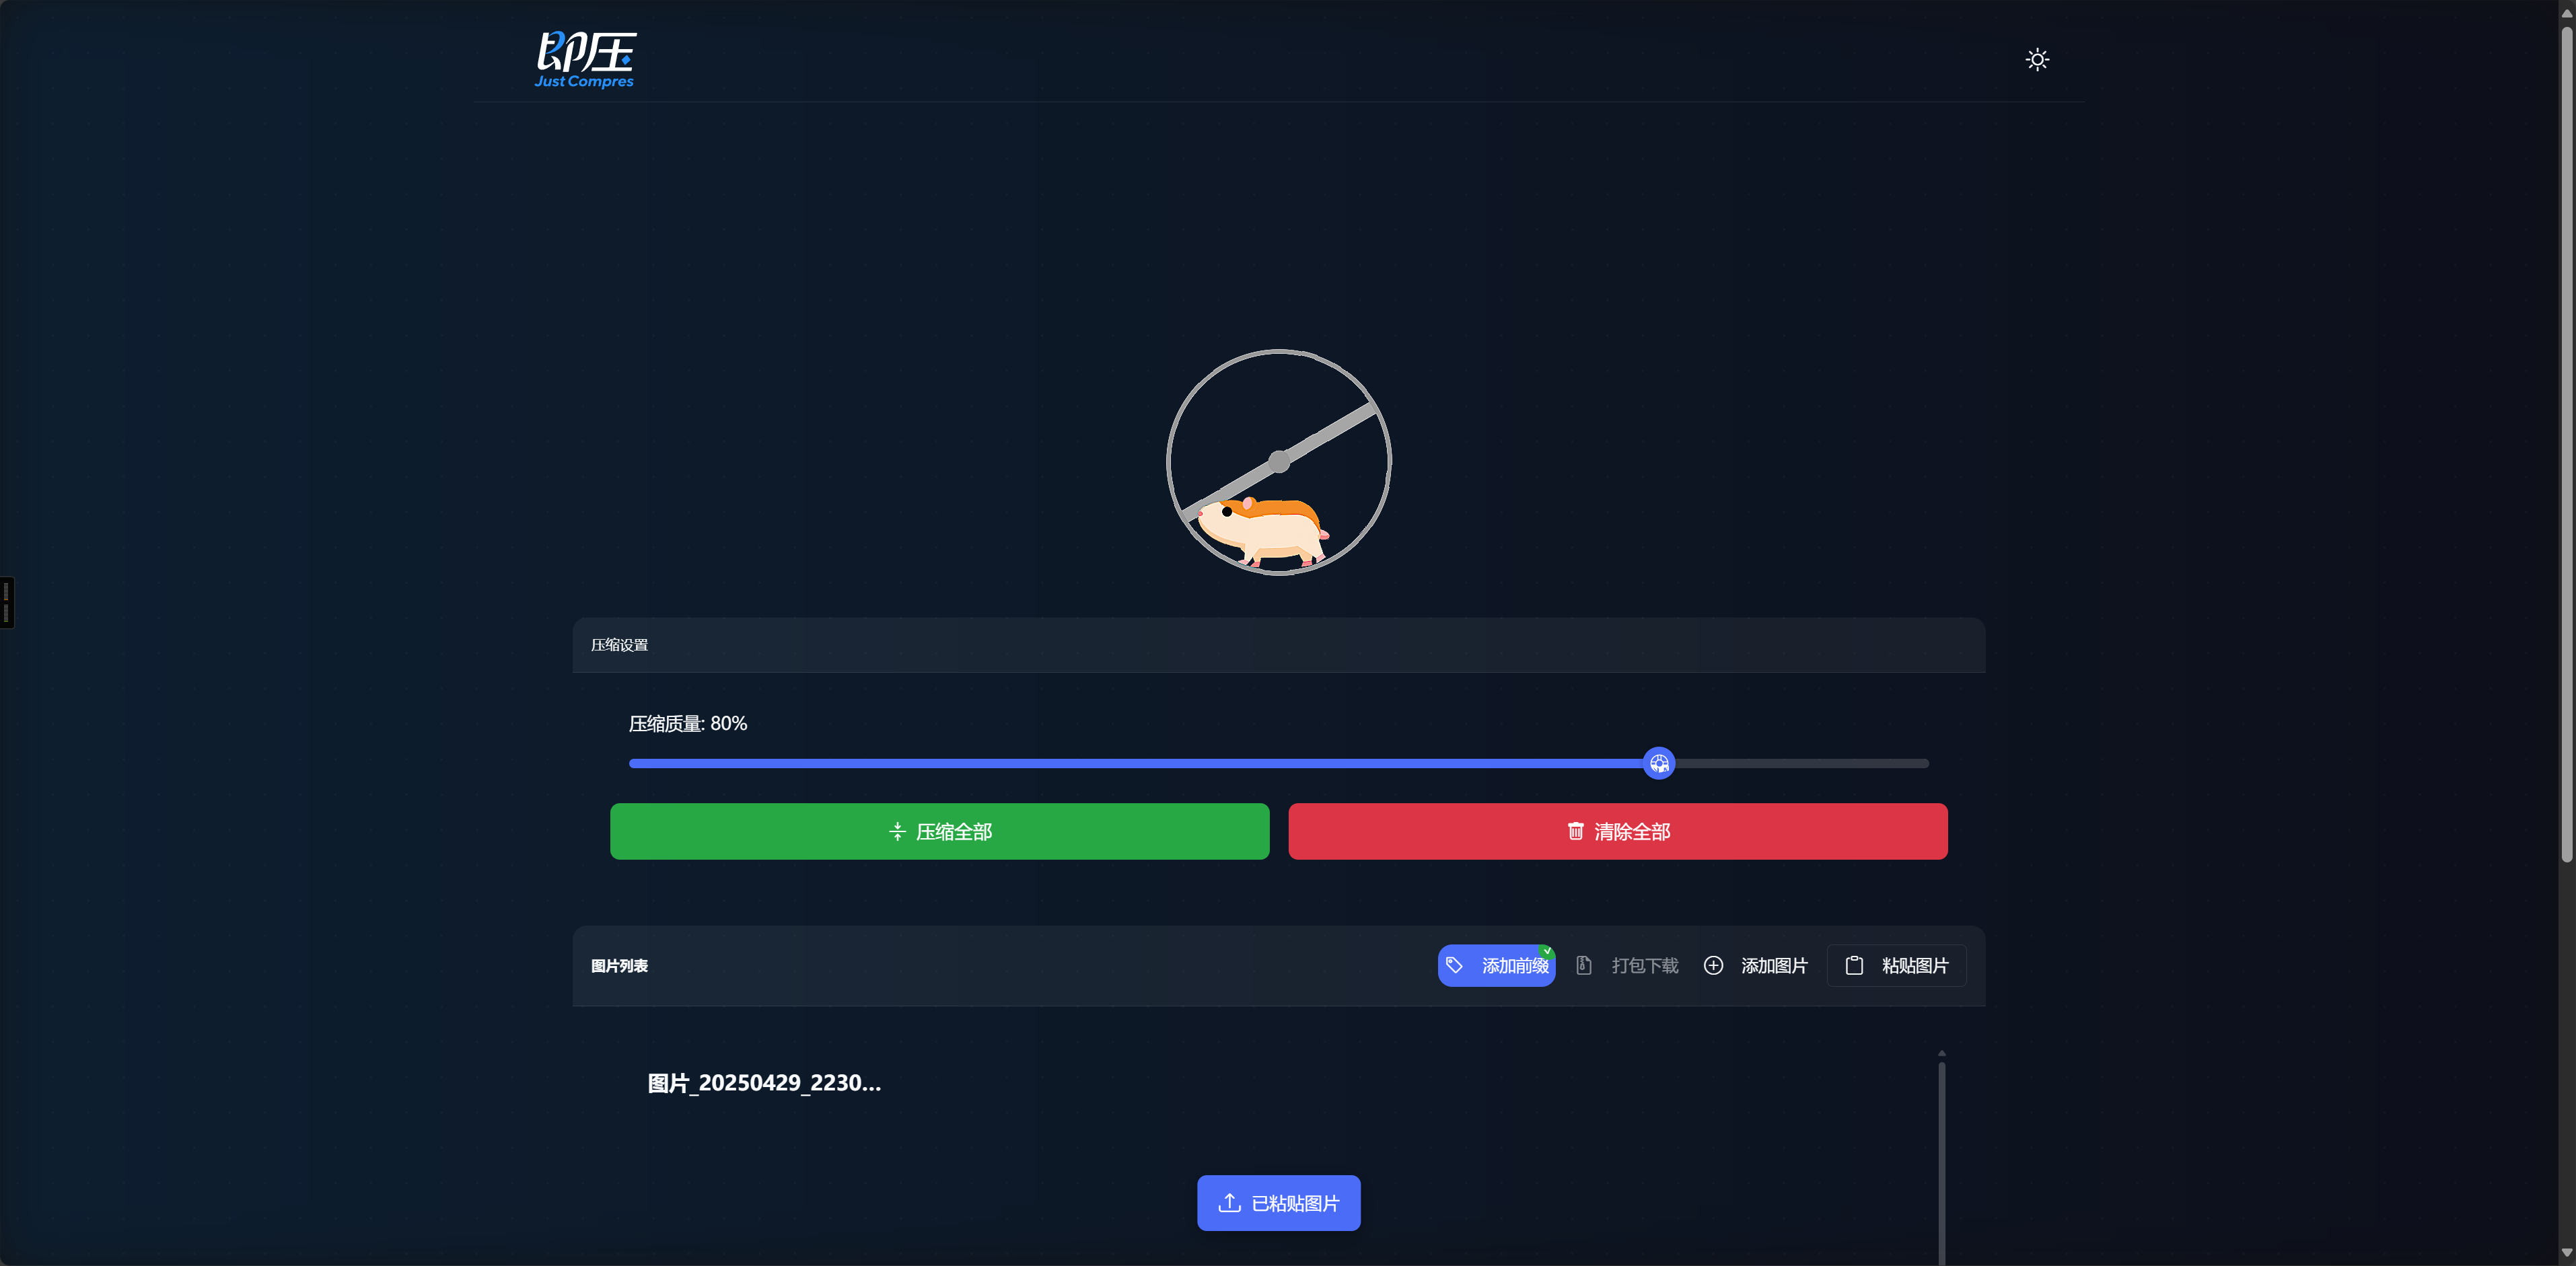 即压
Just Compres
压缩设置
压缩质量: 80%
压缩全部
清除全部
图片列表
添加前缀
打包下载
添加图片
粘贴图片
图片_20250429_2230...
已粘贴图片